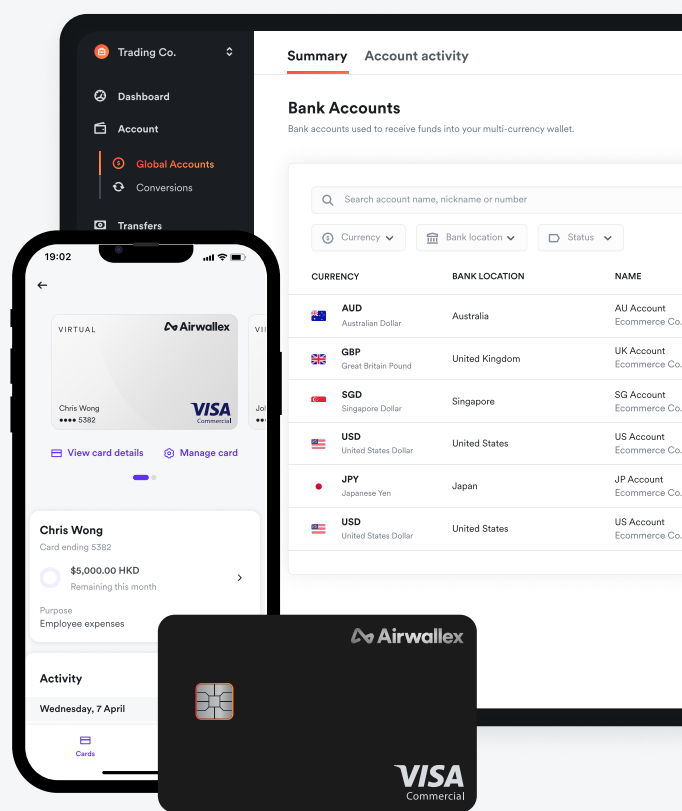 Trading Co.
Dashboard
Account
Global Accounts
Conversions
Transfers
Summary Account activity
Bank Accounts
Bank accounts used to receive funds into your multi-currency wallet.
Search account name, nickname or number
Currency Bank location Status
CURRENCY BANK LOCATION NAME
AUD Australia AU Account
Australian Dollar Ecommerce Co.
GBP United Kingdom UK Account
Great Britain Pound Ecommerce Co.
SGD Singapore SG Account
Singapore Dollar Ecommerce Co.
USD United States US Account
United States Dollar Ecommerce Co.
JPY Japan JP Account
Japanese Yen Ecommerce Co.
USD United States US Account
United States Dollar Ecommerce Co.
19:02
VIRTUAL Airwallex
Chris Wong
•••• 5382
VISA
Commercial
View card details Manage card
Chris Wong
Card ending 5382
$5,000.00 HKD
Remaining this month
Purpose
Employee expenses
Activity
Wednesday, 7 April
Cards
Airwallex
VISA
Commercial